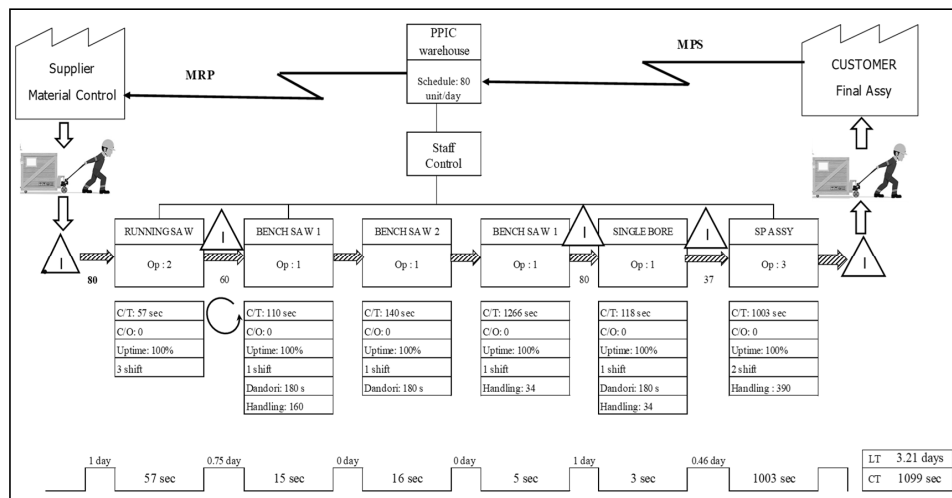 Supplier
Material Control
MRP
PPIC
warehouse
Schedule: 80
unit/day
MPS
CUSTOMER
Final Assy
Staff
Control
I
80
RUNNING SAW
Op : 2
I
60
BENCH SAW 1
Op : 1
BENCH SAW 2
Op : 1
BENCH SAW 1
Op : 1
I
80
SINGLE BORE
Op : 1
I
37
SP ASSY
Op : 3
I
C/T: 57 sec
C/O: 0
Uptime: 100%
3 shift
C/T: 110 sec
C/O: 0
Uptime: 100%
1 shift
Dandori: 180 s
Handling: 160
C/T: 140 sec
C/O: 0
Uptime: 100%
1 shift
Dandori: 180 s
C/T: 1266 sec
C/O: 0
Uptime: 100%
1 shift
Handling: 34
C/T: 118 sec
C/O: 0
Uptime: 100%
1 shift
Dandori: 180 s
Handling: 34
C/T: 1003 sec
C/O: 0
Uptime: 100%
2 shift
Handling : 390
1 day
57 sec
0.75 day
15 sec
0 day
16 sec
0 day
5 sec
1 day
3 sec
0.46 day
1003 sec
LT 3.21 days
CT 1099 sec